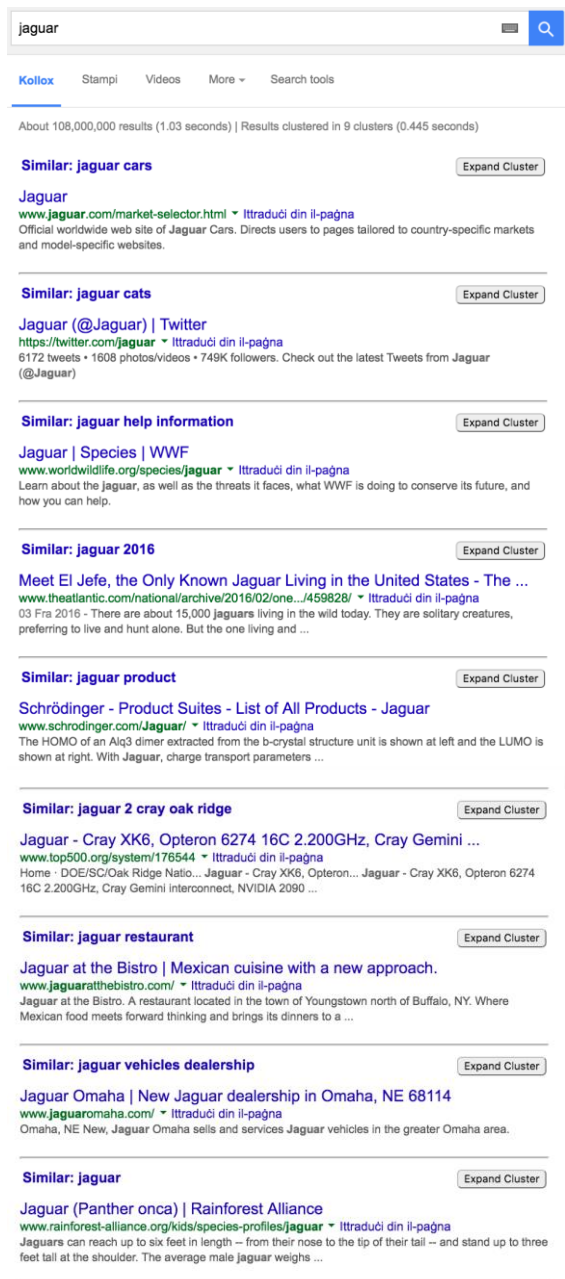 jaguar
Kollox Stampi Videos More Search tools
About 108,000,000 results (1.03 seconds) | Results clustered in 9 clusters (0.445 seconds)
Similar: jaguar cars Expand Cluster
Jaguar
www.jaguar.com/market-selector.html Ittraduċi din il-paġna
Official worldwide web site of Jaguar Cars. Directs users to pages tailored to country-specific markets
and model-specific websites.
Similar: jaguar cats Expand Cluster
Jaguar (@Jaguar) | Twitter
https://twitter.com/jaguar Ittraduċi din il-paġna
6172 tweets • 1608 photos/videos • 749K followers. Check out the latest Tweets from Jaguar
(@Jaguar)
Similar: jaguar help information Expand Cluster
Jaguar | Species | WWF
www.worldwildlife.org/species/jaguar Ittraduċi din il-paġna
Learn about the jaguar, as well as the threats it faces, what WWF is doing to conserve its future, and
how you can help.
Similar: jaguar 2016 Expand Cluster
Meet El Jefe, the Only Known Jaguar Living in the United States - The ...
www.theatlantic.com/national/archive/2016/02/one.../459828/ Ittraduċi din il-paġna
03 Fra 2016 - There are about 15,000 jaguars living in the wild today. They are solitary creatures,
preferring to live and hunt alone. But the one living and ...
Similar: jaguar product Expand Cluster
Schrödinger - Product Suites - List of All Products - Jaguar
www.schrodinger.com/Jaguar/ Ittraduċi din il-paġna
The HOMO of an Alq3 dimer extracted from the b-crystal structure unit is shown at left and the LUMO is
shown at right. With Jaguar, charge transport parameters ...
Similar: jaguar 2 cray oak ridge Expand Cluster
Jaguar - Cray XK6, Opteron 6274 16C 2.200GHz, Cray Gemini ...
www.top500.org/system/176544 Ittraduċi din il-paġna
Home · DOE/SC/Oak Ridge Natio... Jaguar - Cray XK6, Opteron... Jaguar - Cray XK6, Opteron 6274
16C 2.200GHz, Cray Gemini interconnect, NVIDIA 2090 ...
Similar: jaguar restaurant Expand Cluster
Jaguar at the Bistro | Mexican cuisine with a new approach.
www.jaguaratthebistro.com/ Ittraduċi din il-paġna
Jaguar at the Bistro. A restaurant located in the town of Youngstown north of Buffalo, NY. Where
Mexican food meets forward thinking and brings its dinners to a ...
Similar: jaguar vehicles dealership Expand Cluster
Jaguar Omaha | New Jaguar dealership in Omaha, NE 68114
www.jaguaromaha.com/ Ittraduċi din il-paġna
Omaha, NE New, Jaguar Omaha sells and services Jaguar vehicles in the greater Omaha area.
Similar: jaguar Expand Cluster
Jaguar (Panther onca) | Rainforest Alliance
www.rainforest-alliance.org/kids/species-profiles/jaguar Ittraduċi din il-paġna
Jaguars can reach up to six feet in length -- from their nose to the tip of their tail -- and stand up to three
feet tall at the shoulder. The average male jaguar weighs ...